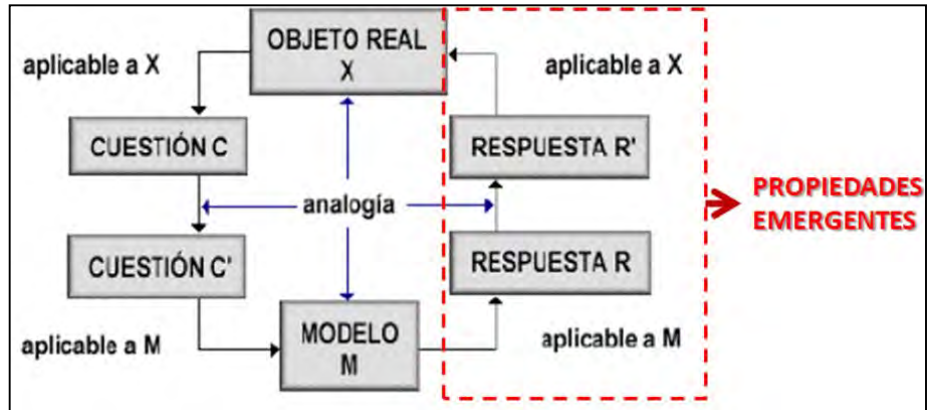 OBJETO REAL
X
aplicable a X
aplicable a X
CUESTIÓN C
RESPUESTA R'
analogía
PROPIEDADES
EMERGENTES
CUESTIÓN C'
RESPUESTA R
aplicable a M
MODELO
M
aplicable a M